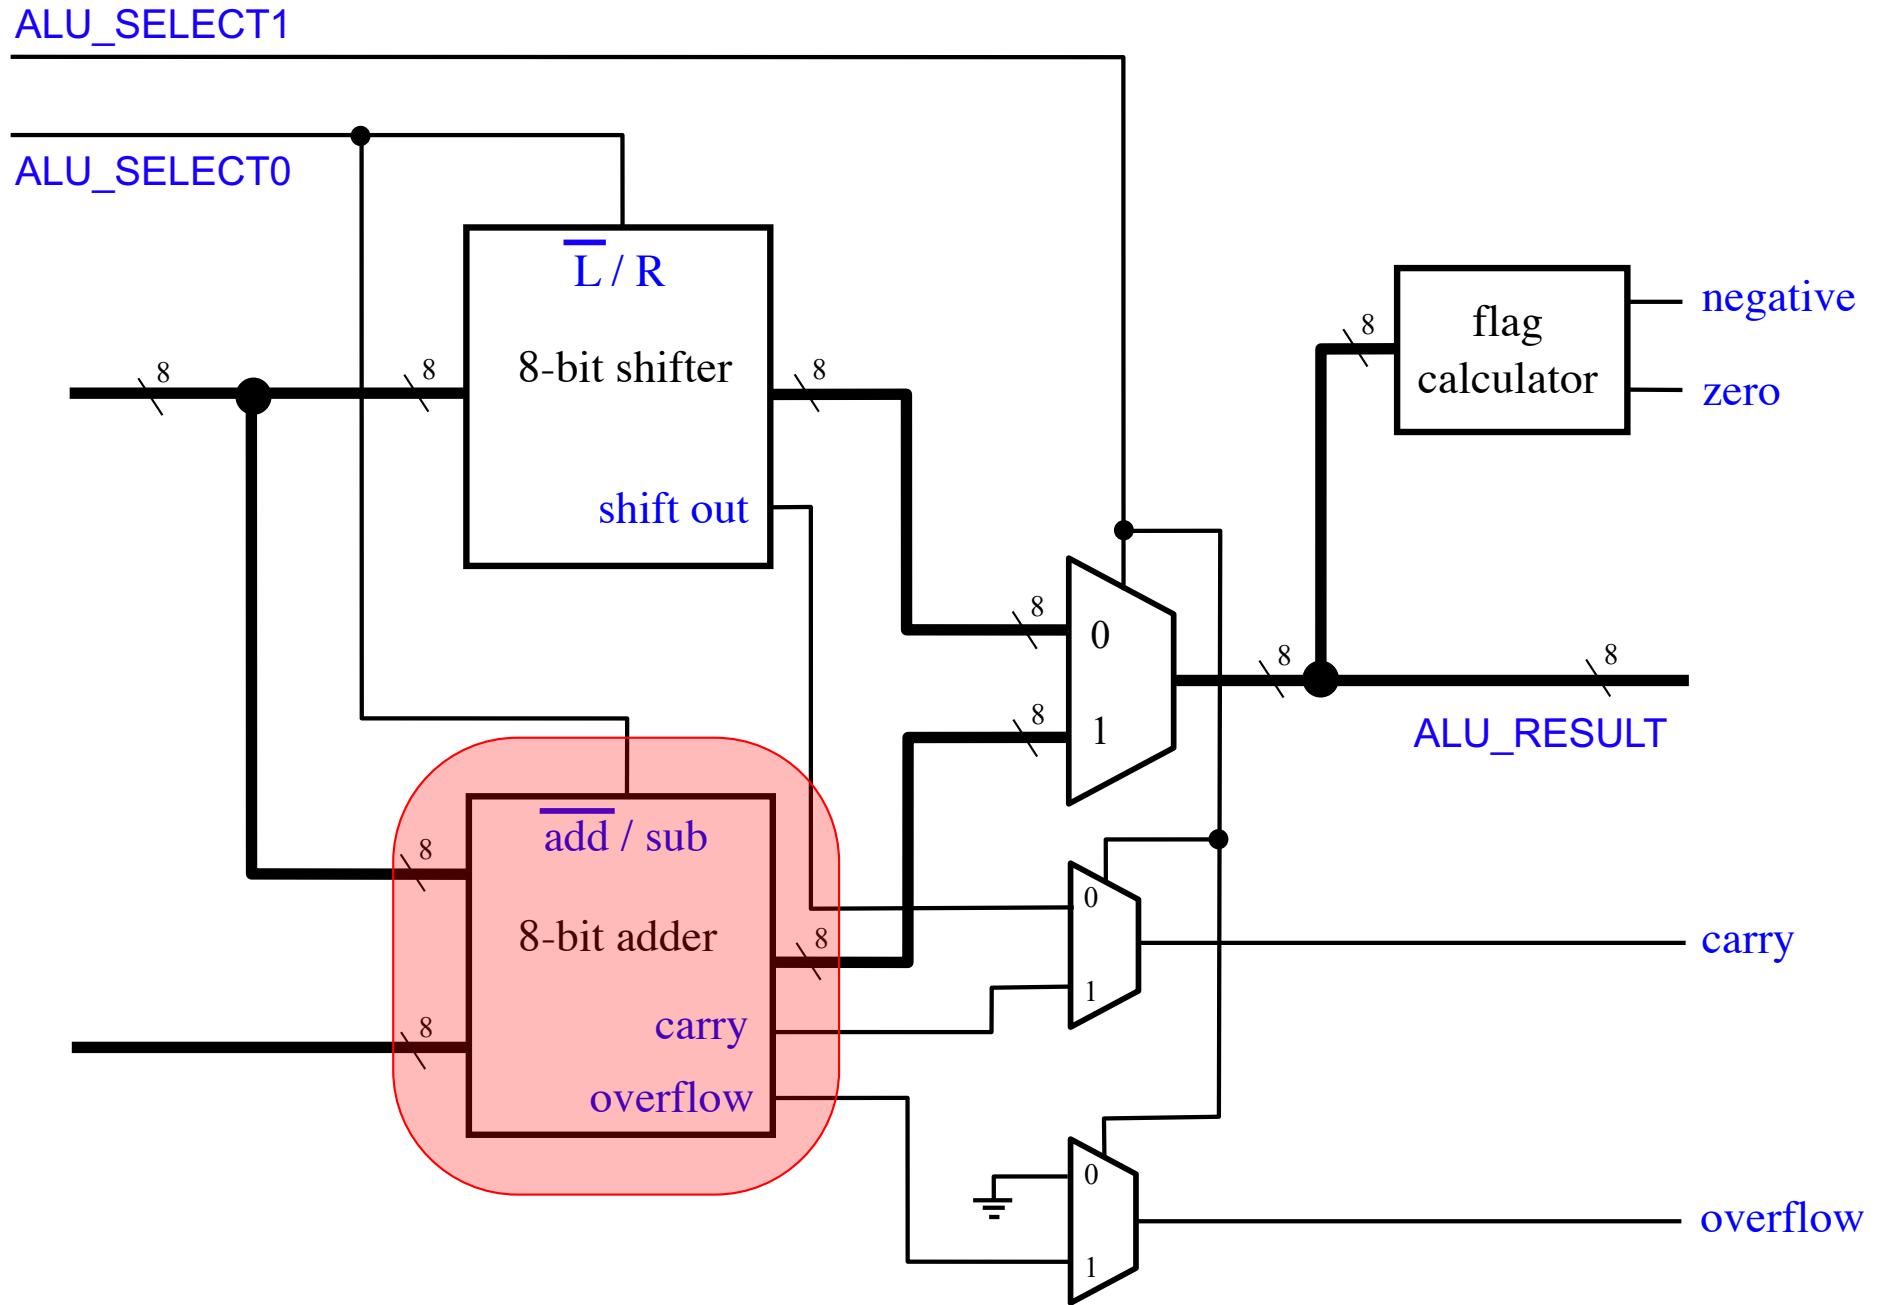 ALU_SELECT1
ALU_SELECT0
L / R
8-bit shifter
shift out
8
8
8
flag
calculator
negative
zero
8
8
0
8
1
8
8
ALU_RESULT
add / sub
8-bit adder
carry
overflow
8
8
8
0
1
carry
0
1
overflow